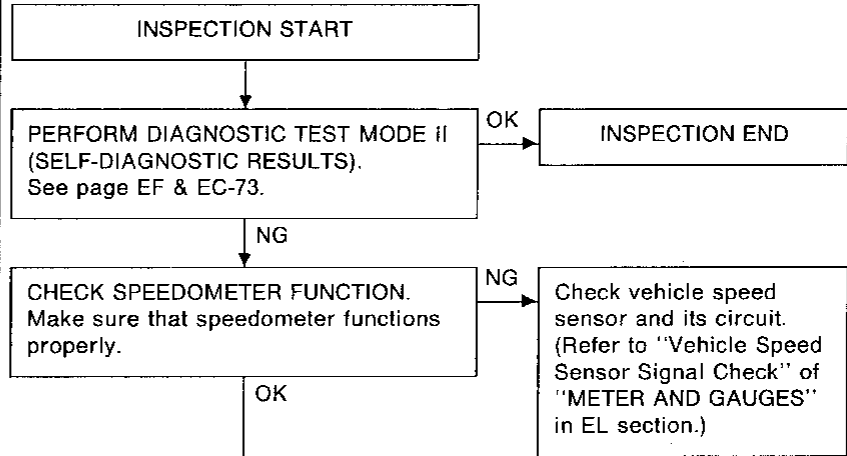 INSPECTION START
PERFORM DIAGNOSTIC TEST MODE II
(SELF-DIAGNOSTIC RESULTS).
See page EF & EC-73.
OK
INSPECTION END
NG
CHECK SPEEDOMETER FUNCTION.
Make sure that speedometer functions
properly.
NG
Check vehicle speed
sensor and its circuit.
(Refer to "Vehicle Speed
Sensor Signal Check" of
"METER AND GAUGES"
in EL section.)
OK